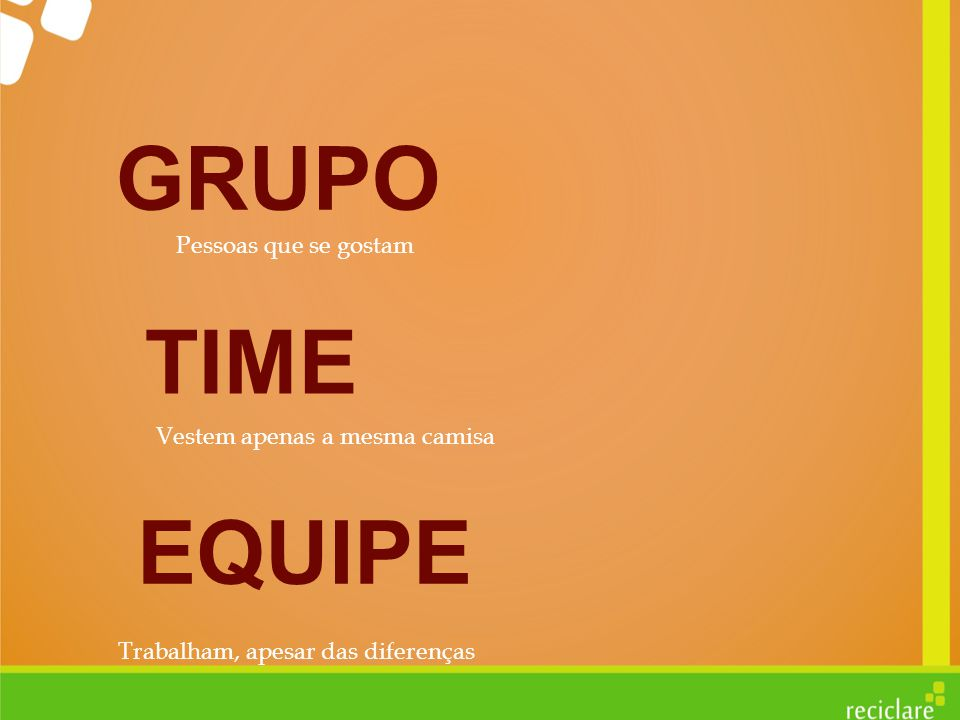 GRUPO
Pessoas que se gostam
TIME
Vestem apenas a mesma camisa
EQUIPE
Trabalham, apesar das diferenças
reciclare